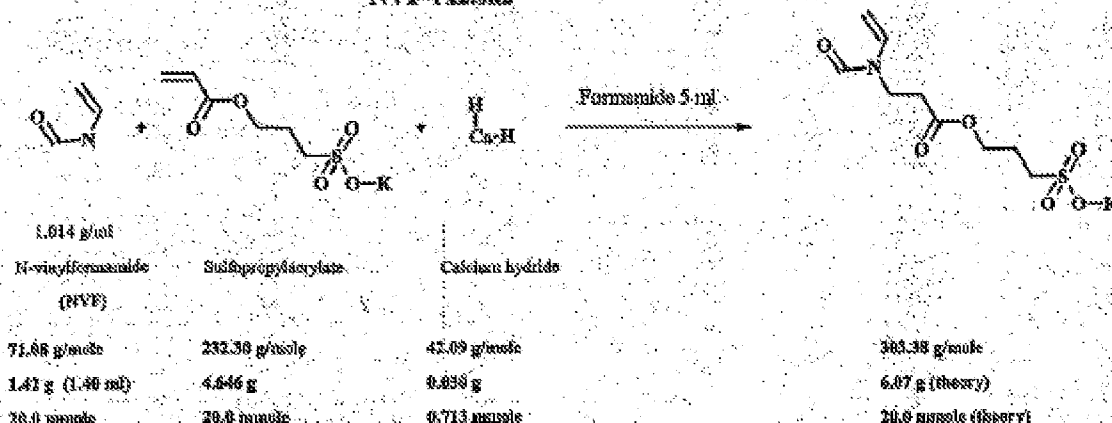 Formamide 5 ml
O
N
+
O
O
O
S
O
O
O-K
+
H
Ca-H
O
N
O
O
O
S
O
O
O-K
1.014 g/ml
N-vinylformamide
(NVF)
Sulfopropylacrylate
Calcium hydride
71.08 g/mole
232.30 g/mole
42.09 g/mole
303.38 g/mole
1.42 g (1.40 ml)
4.646 g
0.030 g
6.07 g (theory)
20.0 mmole
20.0 mmole
0.713 mmole
20.0 mmole (theory)